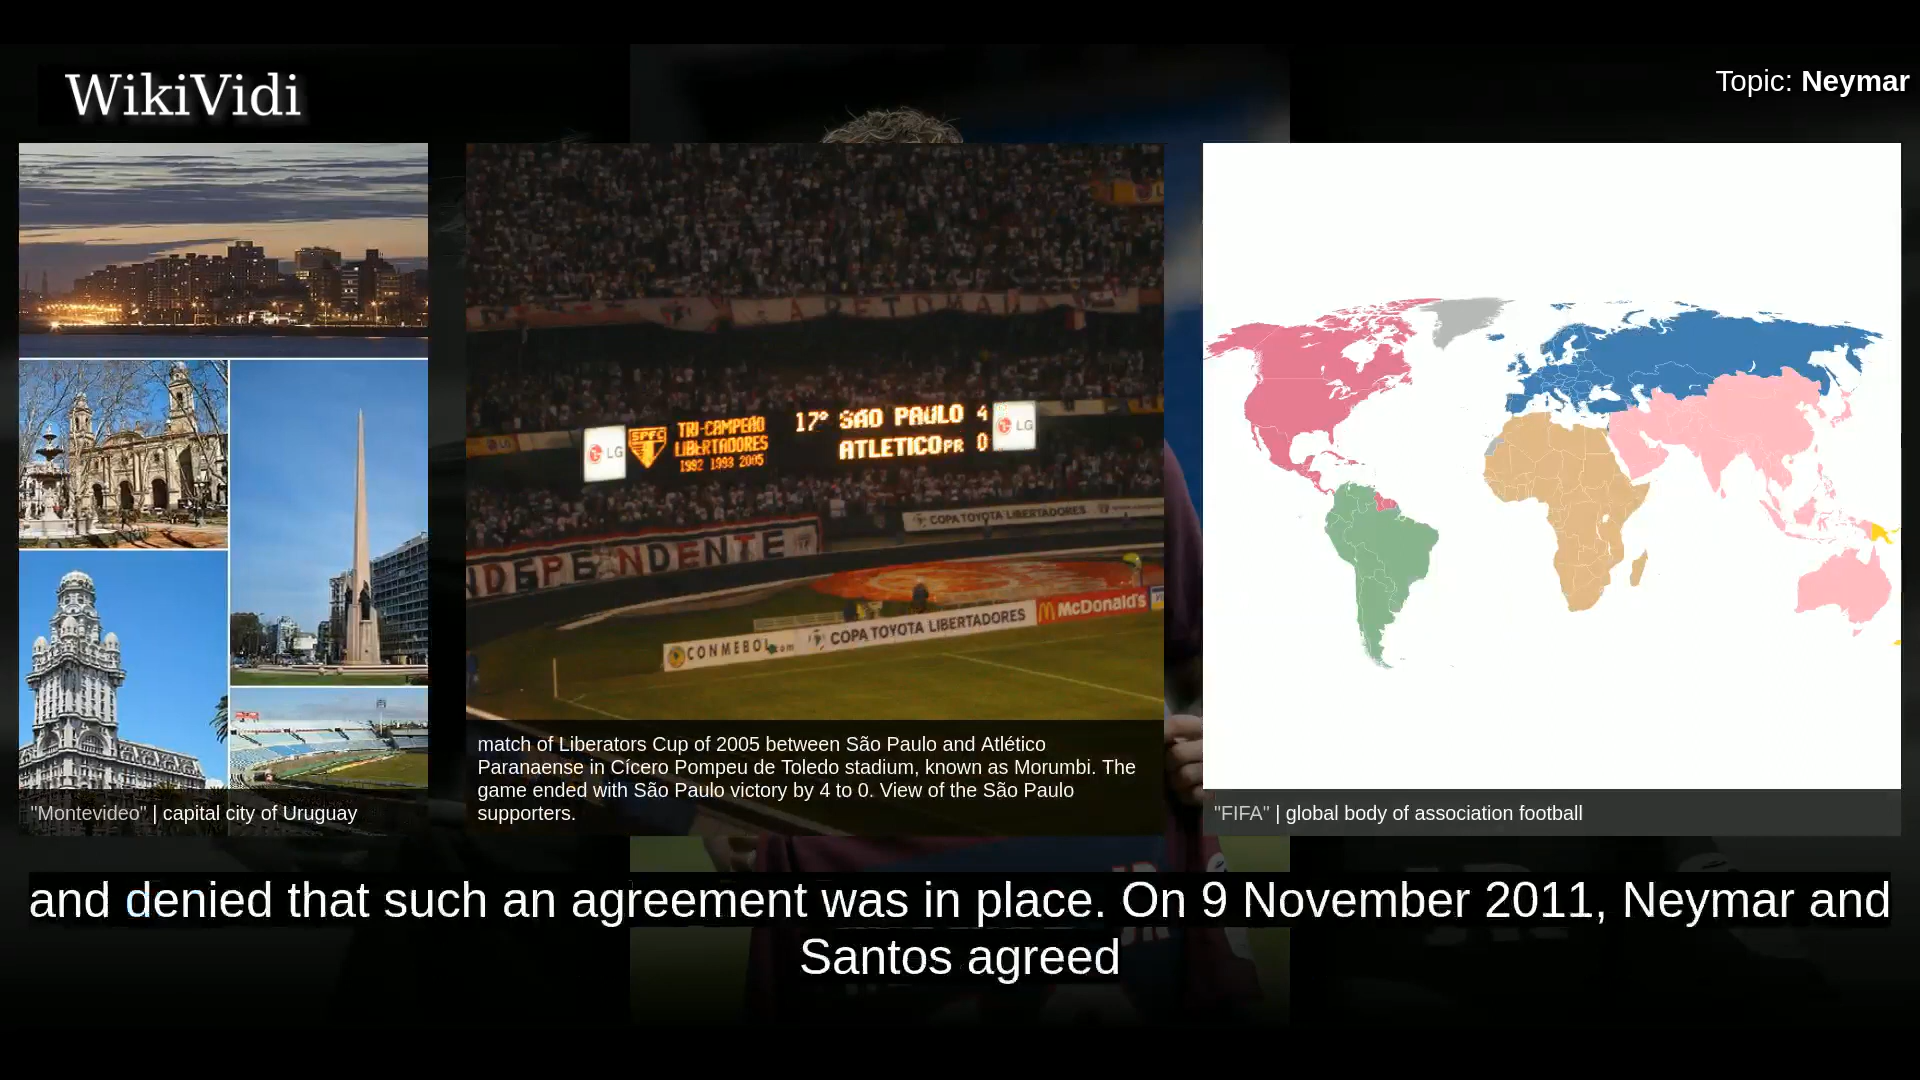 WikiVidi
Topic: Neymar
TRI-CAMPEÃO
LIBERTADORES
1992 1993 2005
SPFC
LG
17º SÃO PAULO 4
ATLETICOPR 0
LG
COPA TOYOTA LIBERTADORES
NDEPENDENTE
CONMEBOL.com
COPA TOYOTA LIBERTADORES
McDonald's
match of Liberators Cup of 2005 between São Paulo and Atlético
Paranaense in Cícero Pompeu de Toledo stadium, known as Morumbi. The
game ended with São Paulo victory by 4 to 0. View of the São Paulo
supporters.
"Montevideo" | capital city of Uruguay
"FIFA" | global body of association football
and denied that such an agreement was in place. On 9 November 2011, Neymar and
Santos agreed